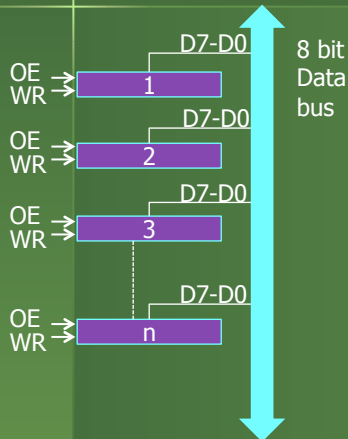 D7-D0
8 bit
Data
bus
OE
WR
1
D7-D0
OE
WR
2
D7-D0
OE
WR
3
D7-D0
OE
WR
n